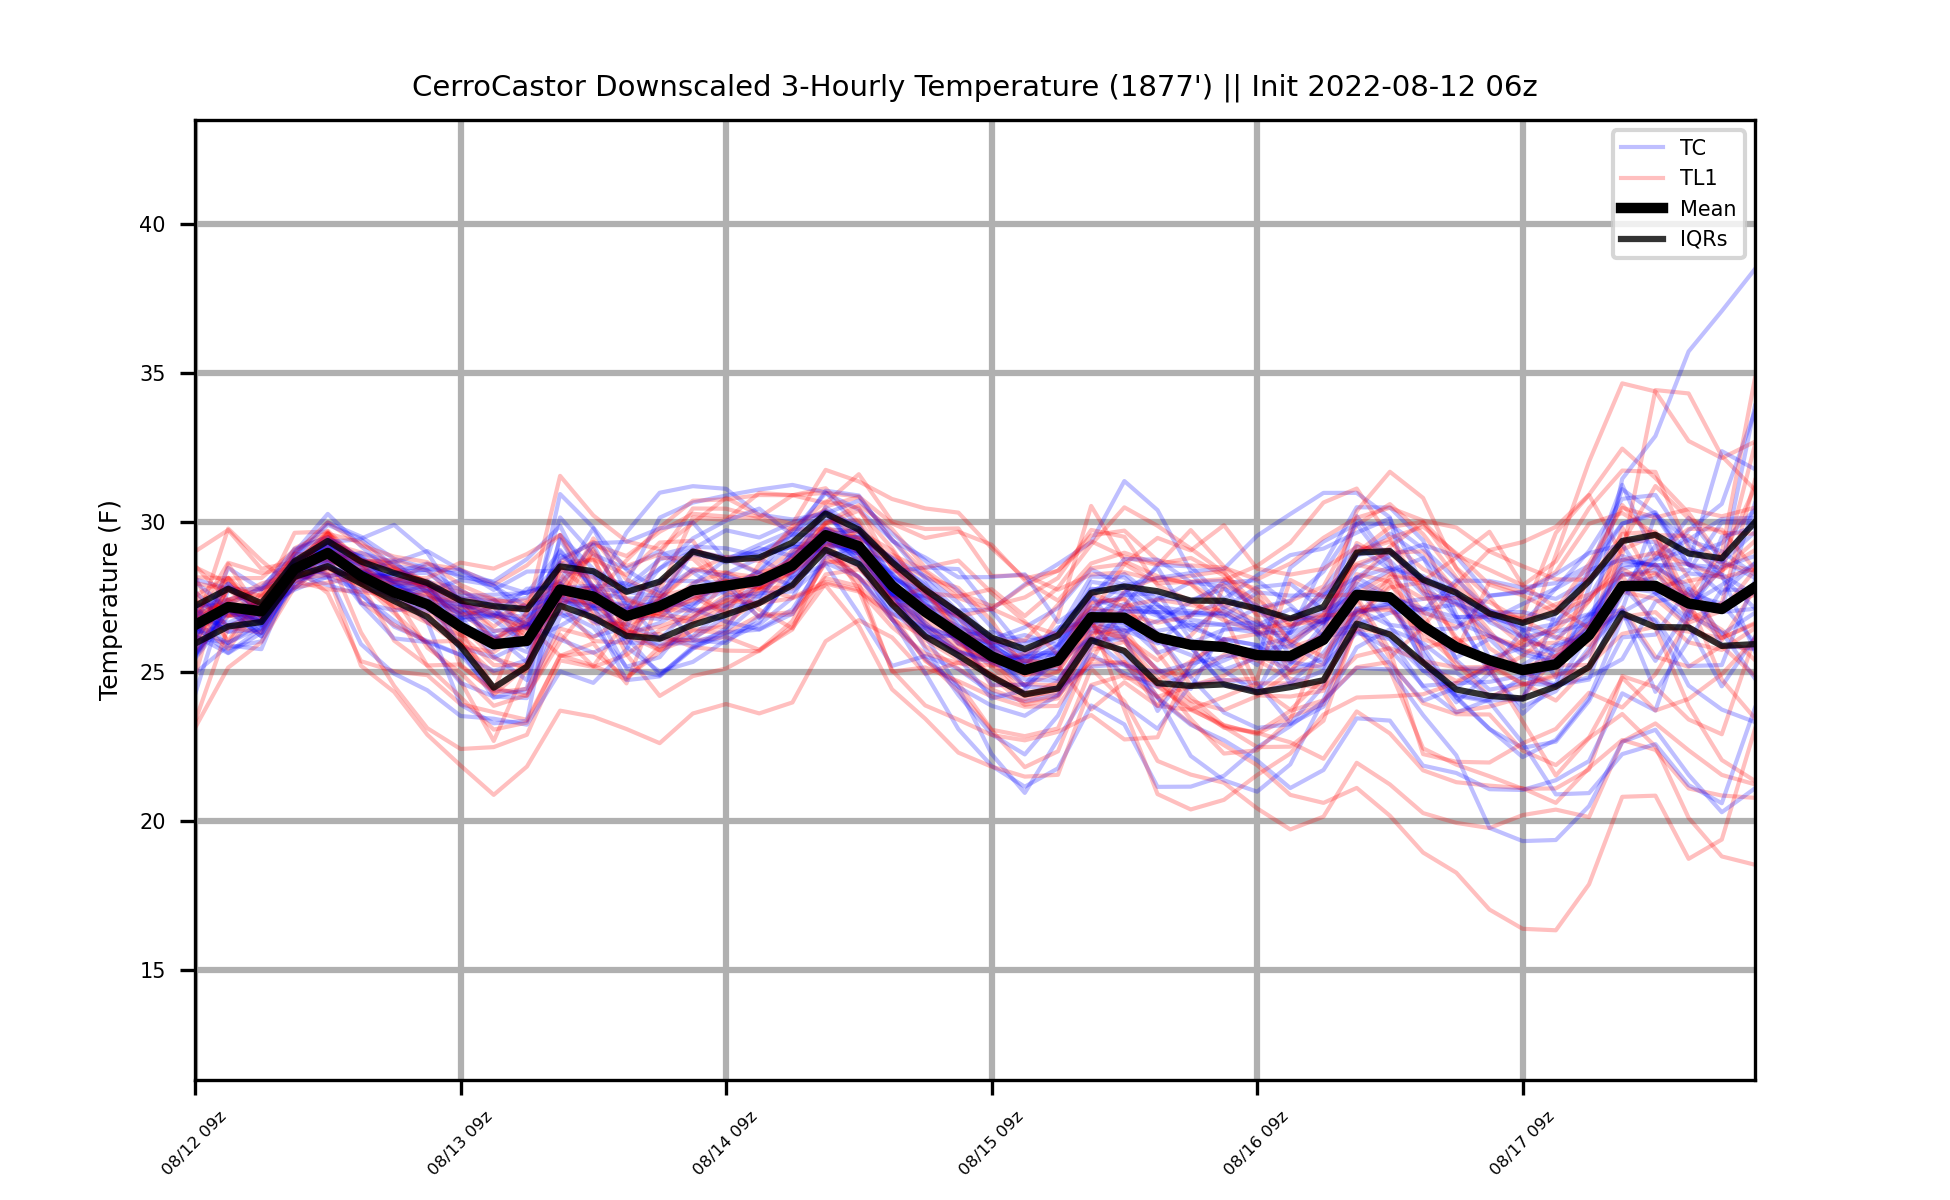 CerroCastor Downscaled 3-Hourly Temperature (1877') || Init 2022-08-12 06z
TC
TL1
Mean
IQRs
Temperature (F)
40
35
30
25
20
15
08/12 09z
08/13 09z
08/14 09z
08/15 09z
08/16 09z
08/17 09z